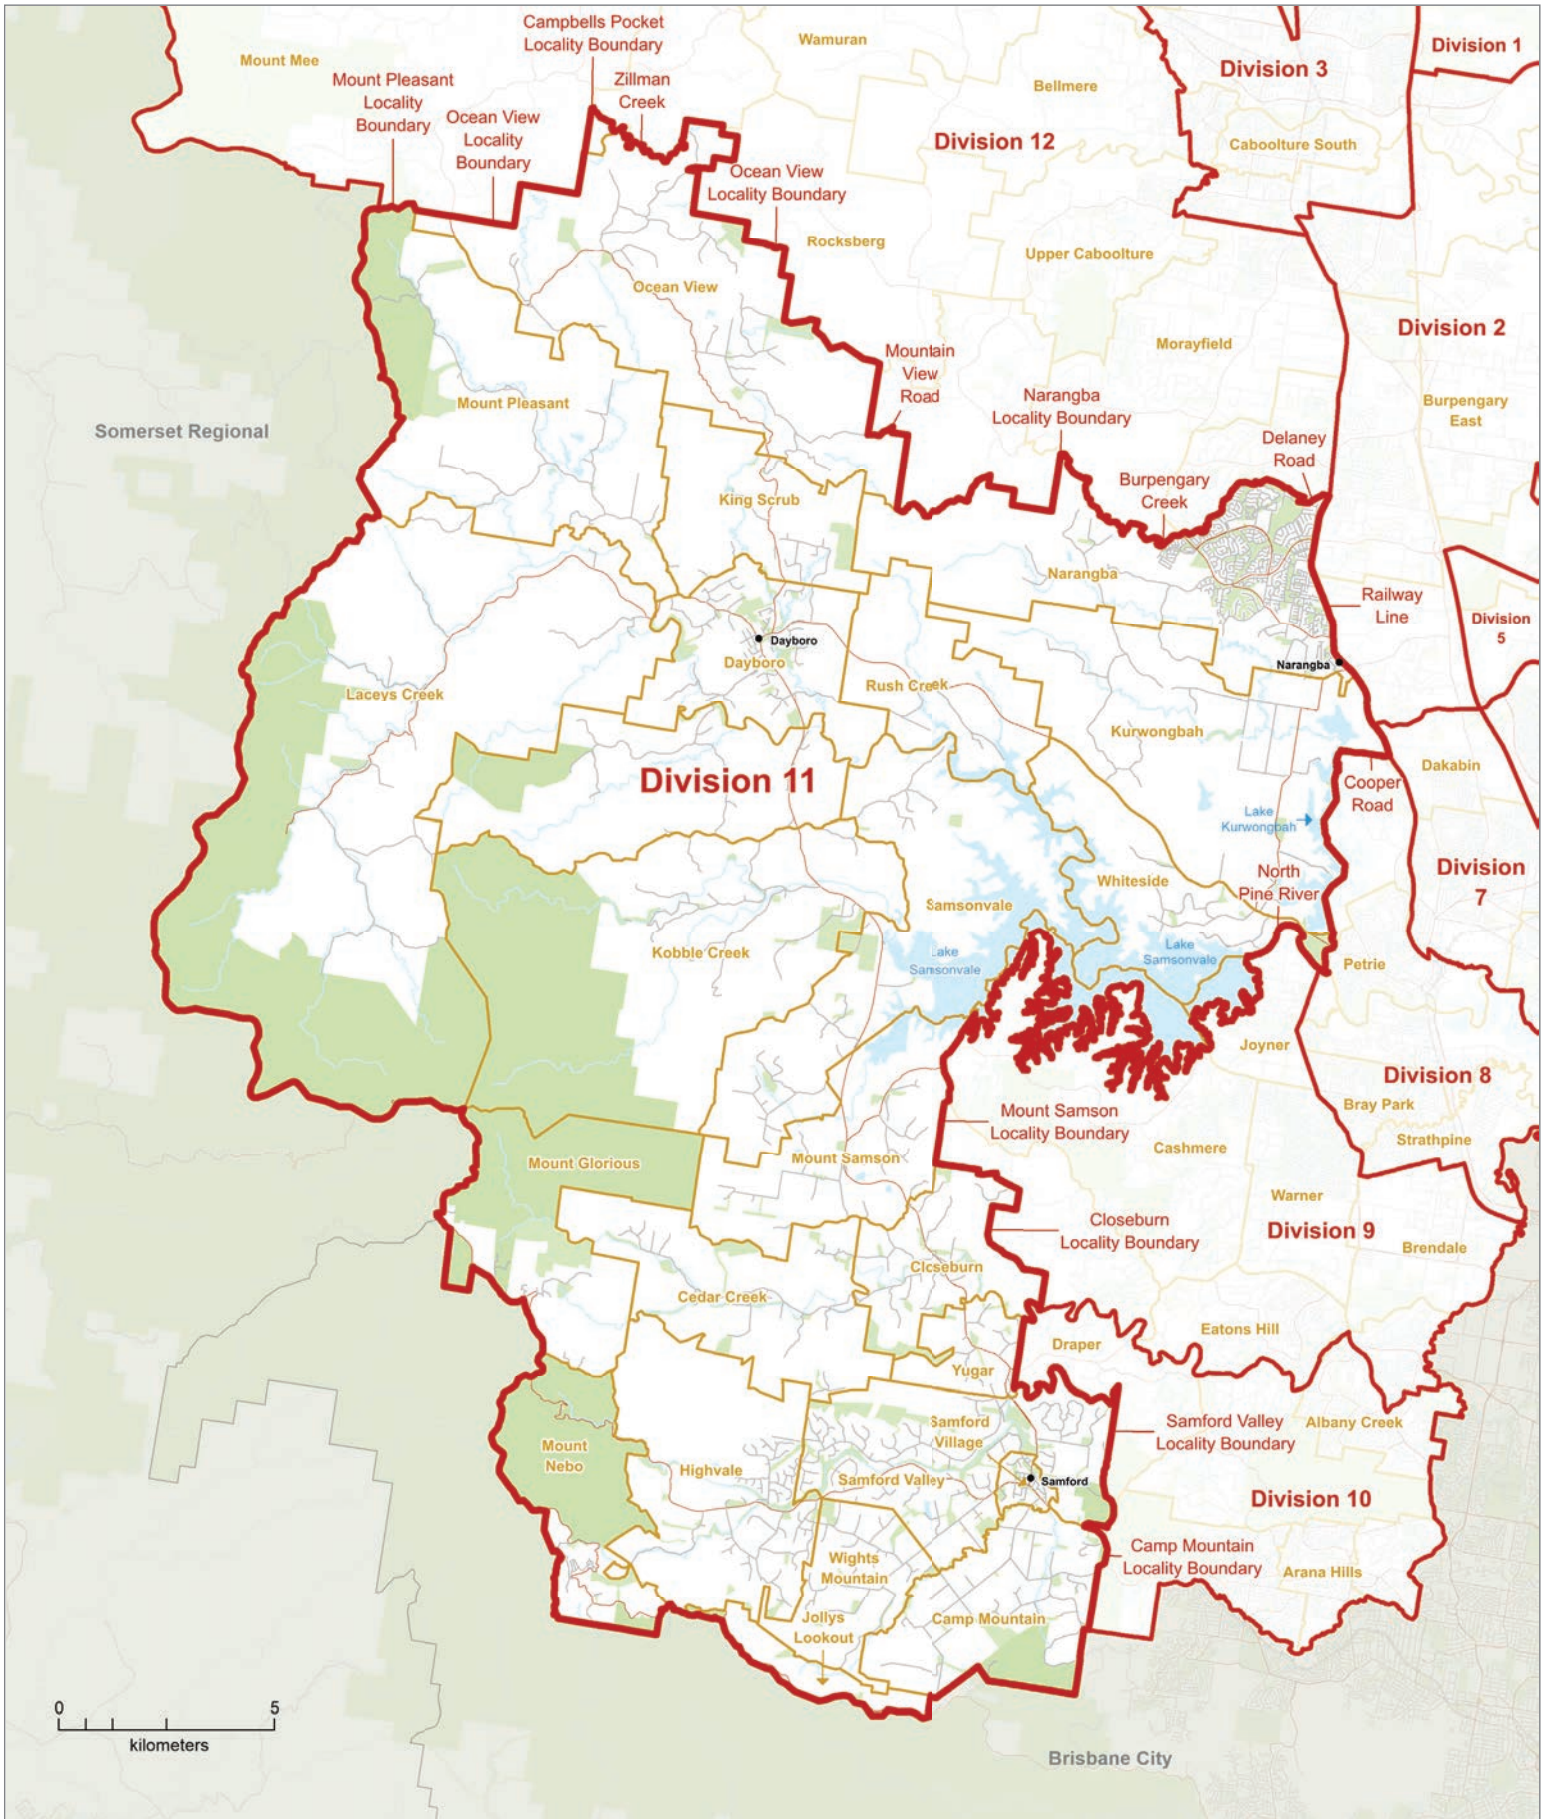 Campbells Pocket
Locality Boundary
Wamuran
Division 1
Mount Mee
Division 3
Mount Pleasant
Locality
Boundary
Zillman
Creek
Bellmere
Ocean View
Locality
Boundary
Division 12
Caboolture South
Ocean View
Locality Boundary
Rocksberg
Upper Caboolture
Ocean View
Division 2
Morayfield
Mountain
View
Road
Mount Pleasant
Narangba
Locality Boundary
Burpengary
East
Somerset Regional
Delaney
Road
Burpengary
Creek
King Scrub
Narangba
Railway
Line
Division
5
Dayboro
Dayboro
Narangba
Rush Creek
Laceys Creek
Kurwongbah
Division 11
Dakabin
Cooper
Road
Lake
Kurwongbah
North
Pine River
Division
7
Whiteside
Samsonvale
Kobble Creek
Lake
Samsonvale
Lake
Samsonvale
Petrie
Joyner
Division 8
Mount Samson
Locality Boundary
Bray Park
Strathpine
Cashmere
Mount Samson
Mount Glorious
Warner
Closeburn
Locality Boundary
Division 9
Brendale
Closeburn
Cedar Creek
Eatons Hill
Draper
Yugar
Samford
Village
Samford Valley
Locality Boundary
Albany Creek
Mount
Nebo
Highvale
Samford Valley
Samford
Division 10
Camp Mountain
Locality Boundary
Wights
Mountain
Arana Hills
Jollys
Lookout
Camp Mountain
0 5
kilometers
Brisbane City